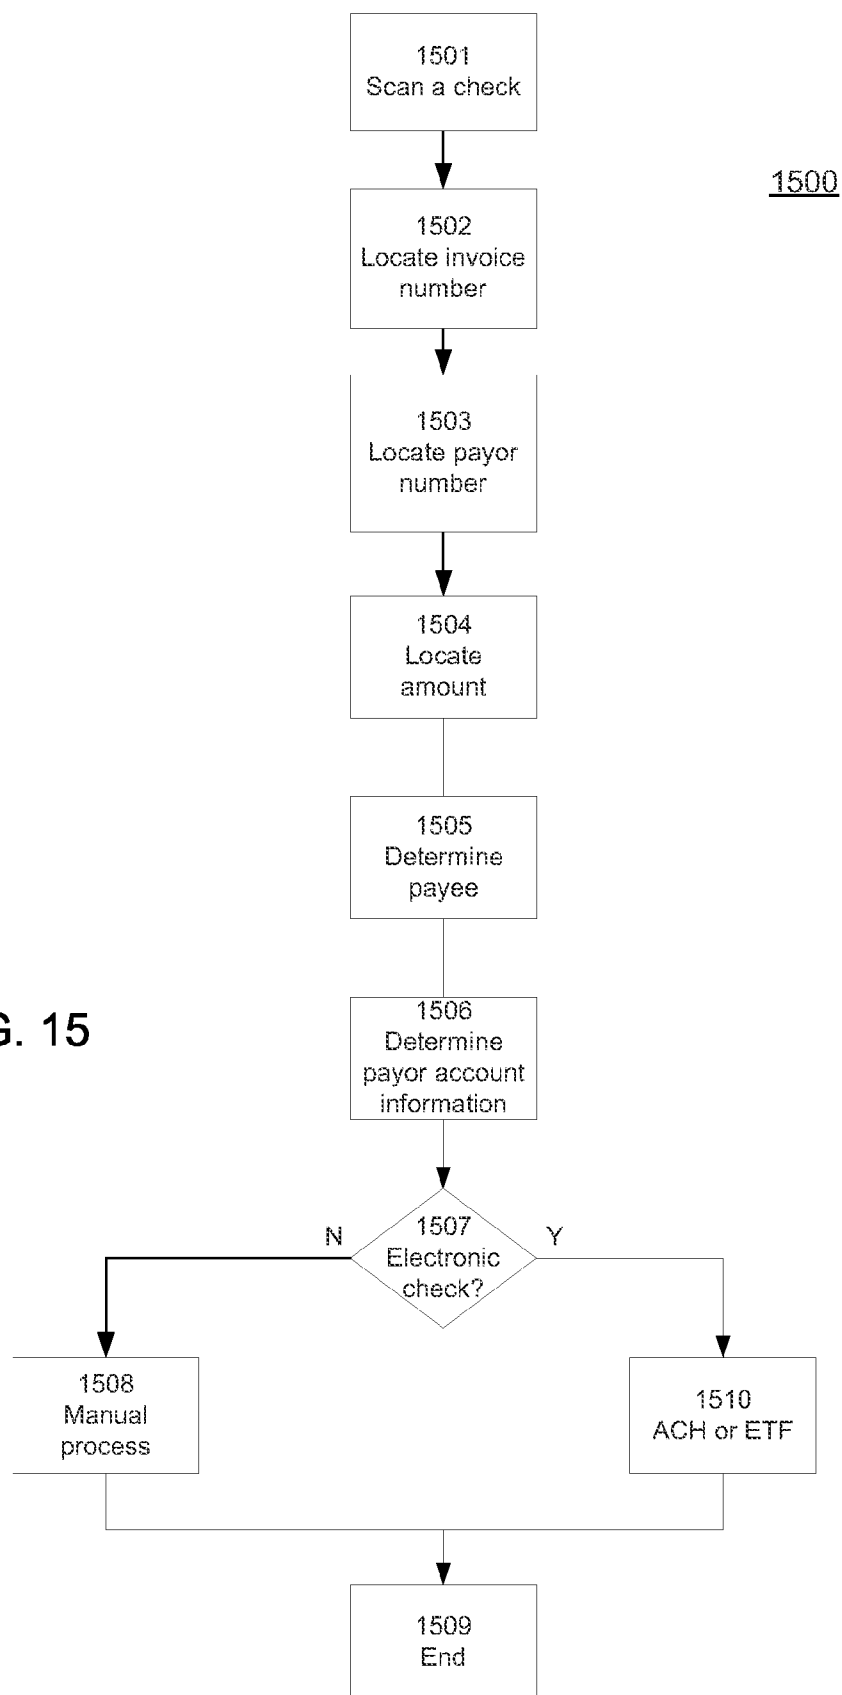 1501
Scan a check
1500
1502
Locate invoice
number
1503
Locate payor
number
1504
Locate
amount
1505
Determine
payee
G. 15
1506
Determine
payor account
information
N
1507
Y
Electronic
check?
1508
Manual
process
1510
ACH or ETF
1509
End